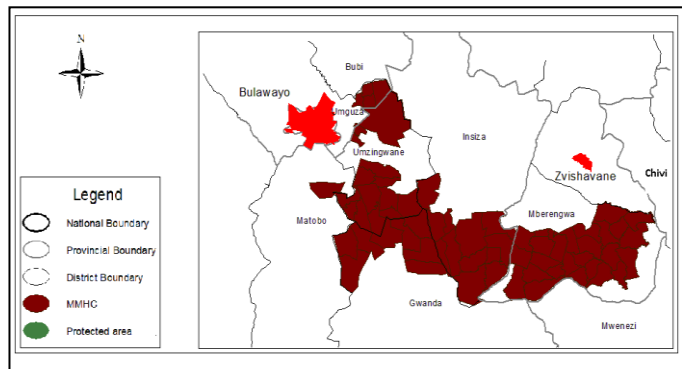 N
Bubi
Bulawayo
Umguza
Insiza
Umzingwane
Zvishavane
Chivi
Matobo
Mberengwa
Gwanda
Mwenezi
Legend
National Boundary
Provincial Boundary
District Boundary
MMHC
Protected area